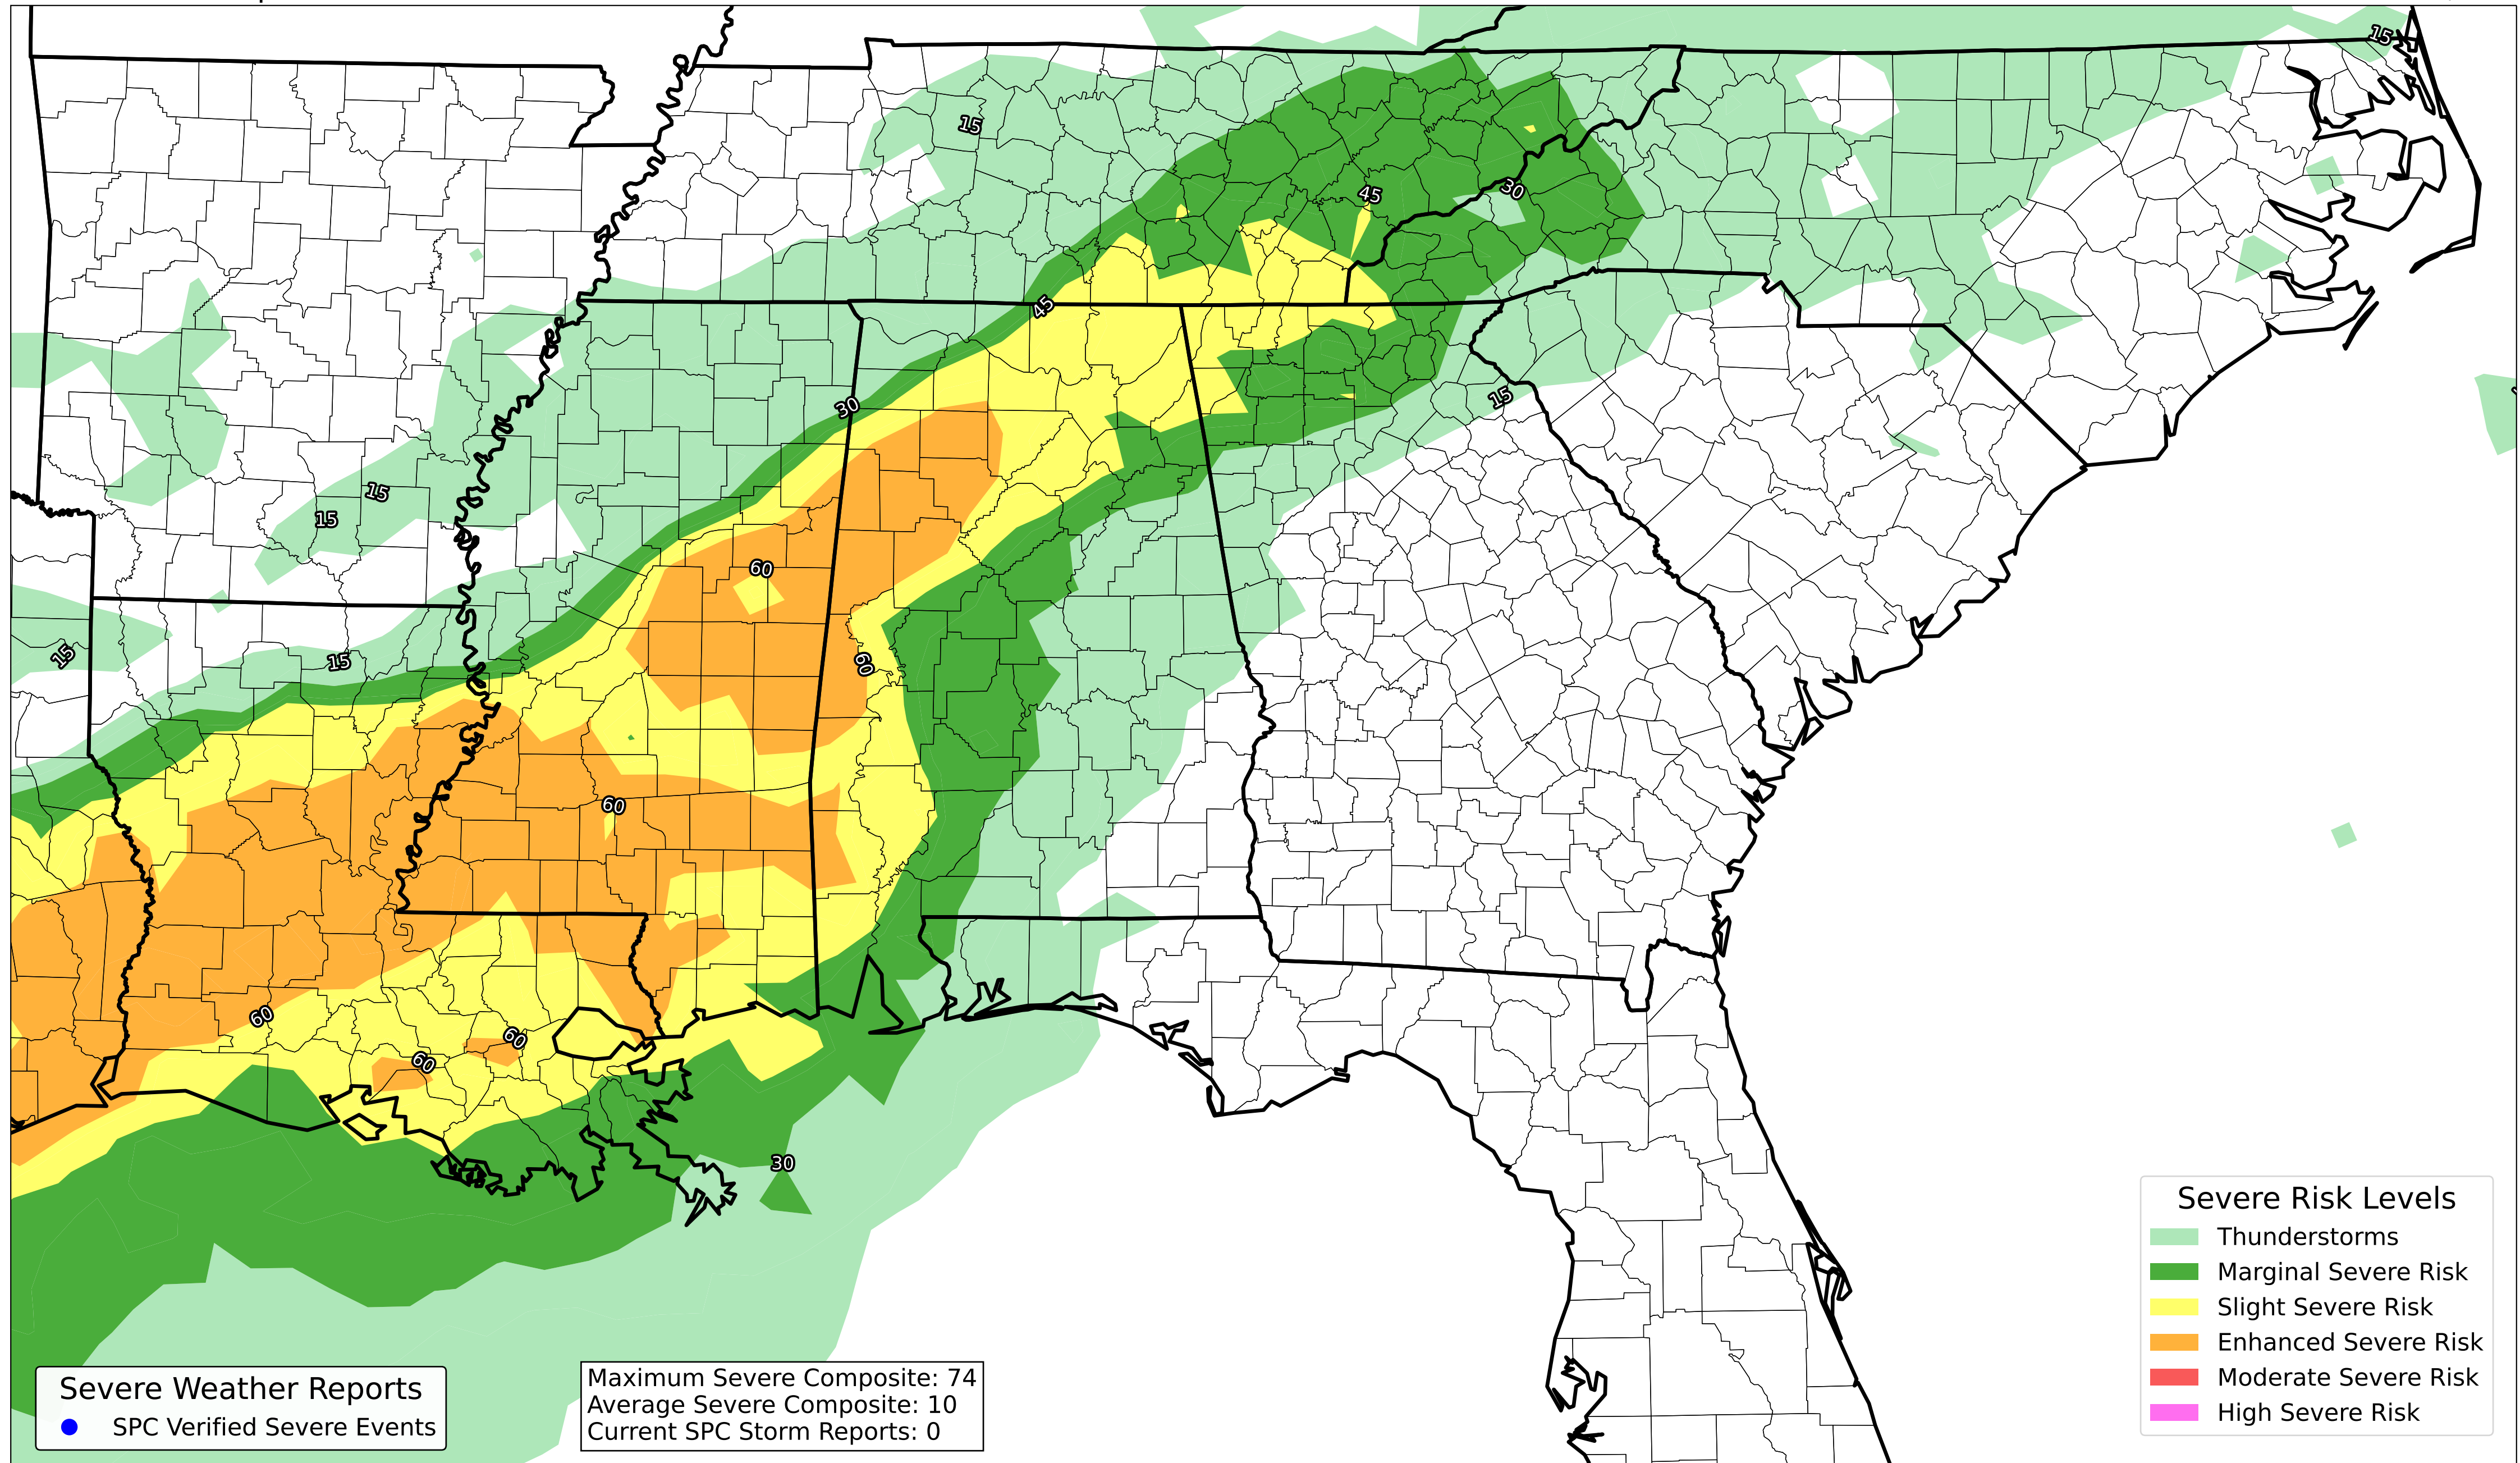 15
15
45
30
45
30
15
15
15
60
15
15
60
60
60
60
60
30
Severe Risk Levels
Thunderstorms
Marginal Severe Risk
Slight Severe Risk
Enhanced Severe Risk
Moderate Severe Risk
High Severe Risk
Severe Weather Reports
SPC Verified Severe Events
Maximum Severe Composite: 74
Average Severe Composite: 10
Current SPC Storm Reports: 0